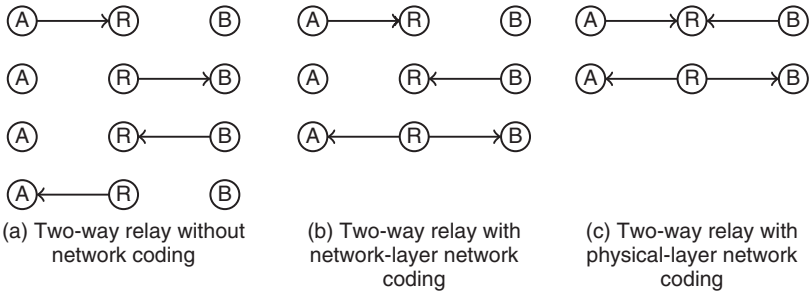 A R B A R B A R B
A R B A R B A R B
A R B A R B
A R B
(a) Two-way relay without
network coding
(b) Two-way relay with
network-layer network
coding
(c) Two-way relay with
physical-layer network
coding